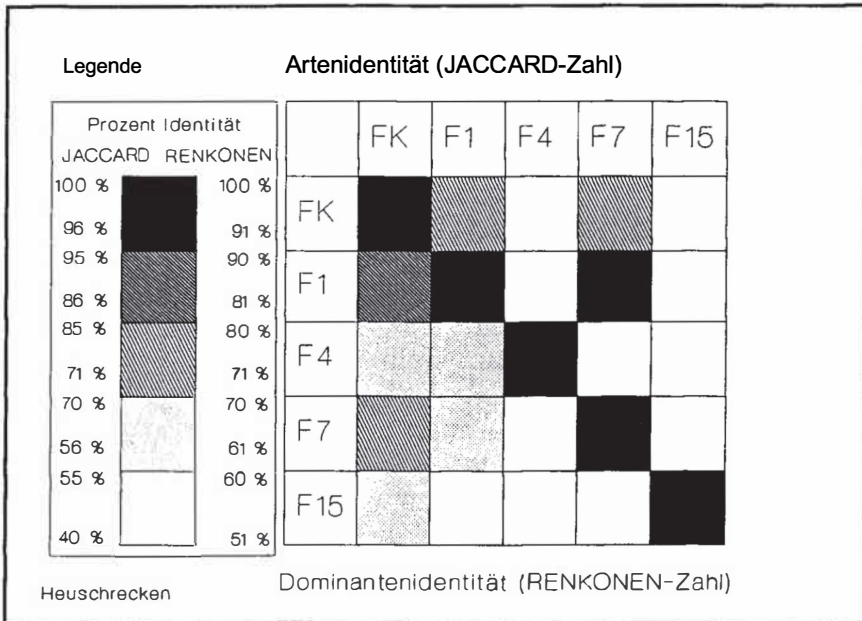 Legende
Artenidentität (JACCARD-Zahl)
Prozent Identität
JACCARD RENKONEN
100 % 100 %
96 % 91 %
95 % 90 %
86 % 81 %
85 % 80 %
71 % 71 %
70 % 70 %
56 % 61 %
55 % 60 %
40 % 51 %
FK F1 F4 F7 F15
FK
F1
F4
F7
F15
Heuschrecken
Dominantenidentität (RENKONEN-Zahl)